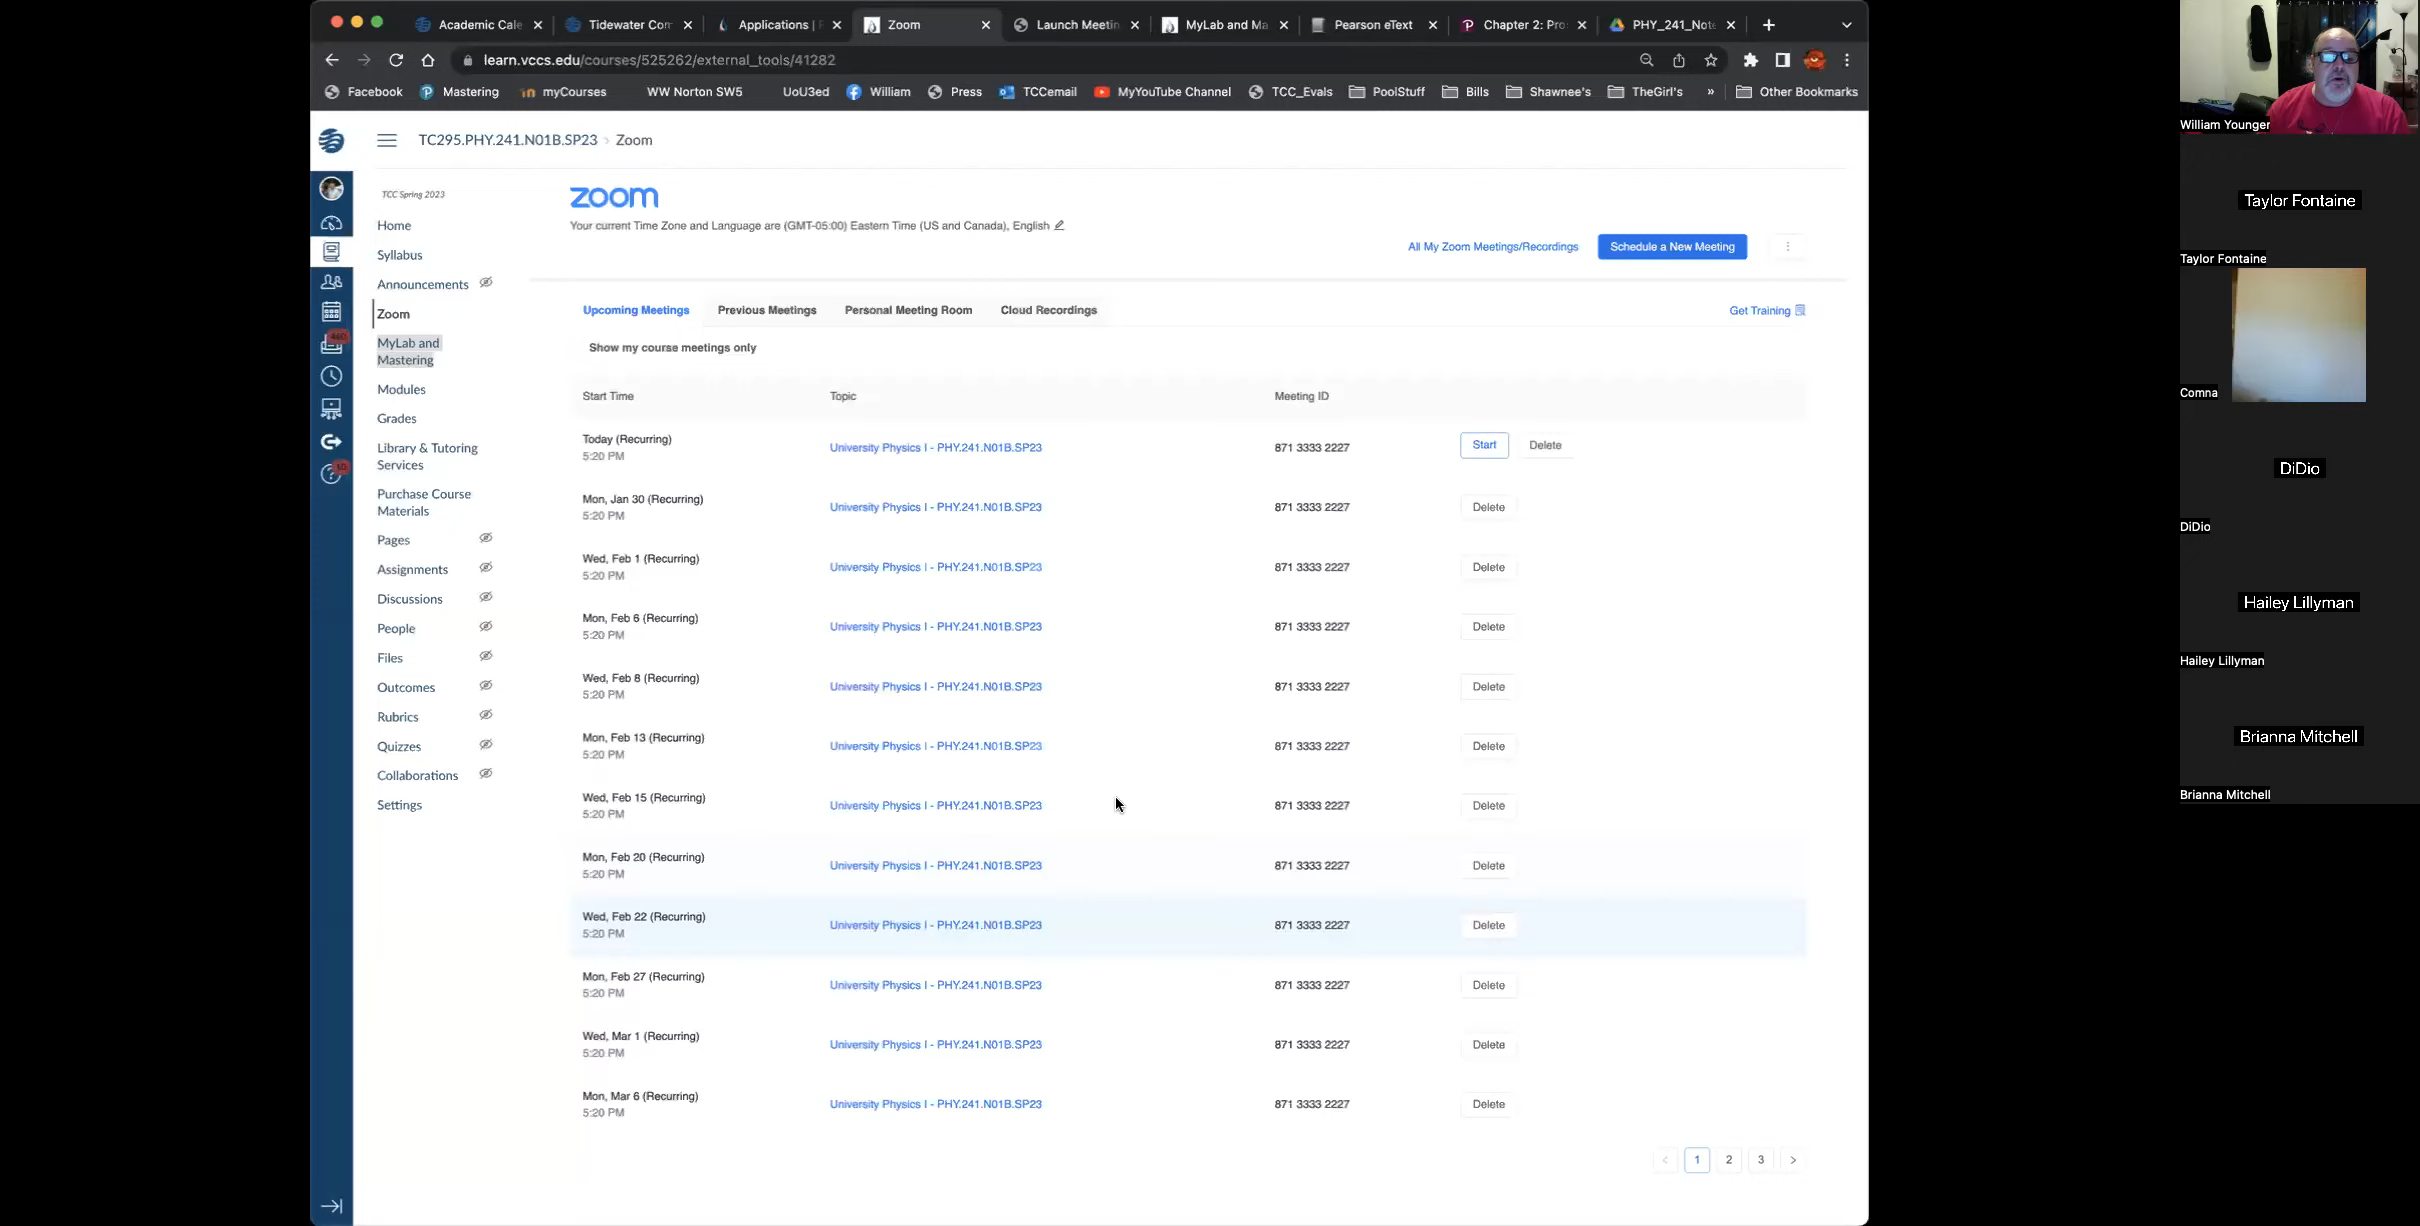 Academic Cale
Tidewater Com
Applications |
Zoom
Launch Meetin
MyLab and Ma
Pearson eText
Chapter 2: Pro
PHY_241_Note
learn.vccs.edu/courses/525262/external_tools/41282
Facebook
Mastering
myCourses
WW Norton SW5
UoU3ed
William
Press
TCCemail
MyYouTube Channel
TCC_Evals
PoolStuff
Bills
Shawnee's
TheGirl's
»
Other Bookmarks
TC295.PHY.241.N01B.SP23 › Zoom
TCC Spring 2023
Home
Syllabus
Announcements
Zoom
MyLab and
Mastering
Modules
Grades
Library & Tutoring
Services
Purchase Course
Materials
Pages
Assignments
Discussions
People
Files
Outcomes
Rubrics
Quizzes
Collaborations
Settings
10
zoom
Your current Time Zone and Language are (GMT-05:00) Eastern Time (US and Canada), English
All My Zoom Meetings/Recordings
Schedule a New Meeting
Upcoming Meetings
Previous Meetings
Personal Meeting Room
Cloud Recordings
Get Training
Show my course meetings only
Start Time Topic Meeting ID
Today (Recurring)
5:20 PM
University Physics I - PHY.241.N01B.SP23 871 3333 2227 Start Delete
Mon, Jan 30 (Recurring)
5:20 PM
University Physics I - PHY.241.N01B.SP23 871 3333 2227 Delete
Wed, Feb 1 (Recurring)
5:20 PM
University Physics I - PHY.241.N01B.SP23 871 3333 2227 Delete
Mon, Feb 6 (Recurring)
5:20 PM
University Physics I - PHY.241.N01B.SP23 871 3333 2227 Delete
Wed, Feb 8 (Recurring)
5:20 PM
University Physics I - PHY.241.N01B.SP23 871 3333 2227 Delete
Mon, Feb 13 (Recurring)
5:20 PM
University Physics I - PHY.241.N01B.SP23 871 3333 2227 Delete
Wed, Feb 15 (Recurring)
5:20 PM
University Physics I - PHY.241.N01B.SP23 871 3333 2227 Delete
Mon, Feb 20 (Recurring)
5:20 PM
University Physics I - PHY.241.N01B.SP23 871 3333 2227 Delete
Wed, Feb 22 (Recurring)
5:20 PM
University Physics I - PHY.241.N01B.SP23 871 3333 2227 Delete
Mon, Feb 27 (Recurring)
5:20 PM
University Physics I - PHY.241.N01B.SP23 871 3333 2227 Delete
Wed, Mar 1 (Recurring)
5:20 PM
University Physics I - PHY.241.N01B.SP23 871 3333 2227 Delete
Mon, Mar 6 (Recurring)
5:20 PM
University Physics I - PHY.241.N01B.SP23 871 3333 2227 Delete
< 1 2 3 >
William Younger
Taylor Fontaine
Taylor Fontaine
Comna
DiDio
DiDio
Hailey Lillyman
Hailey Lillyman
Brianna Mitchell
Brianna Mitchell